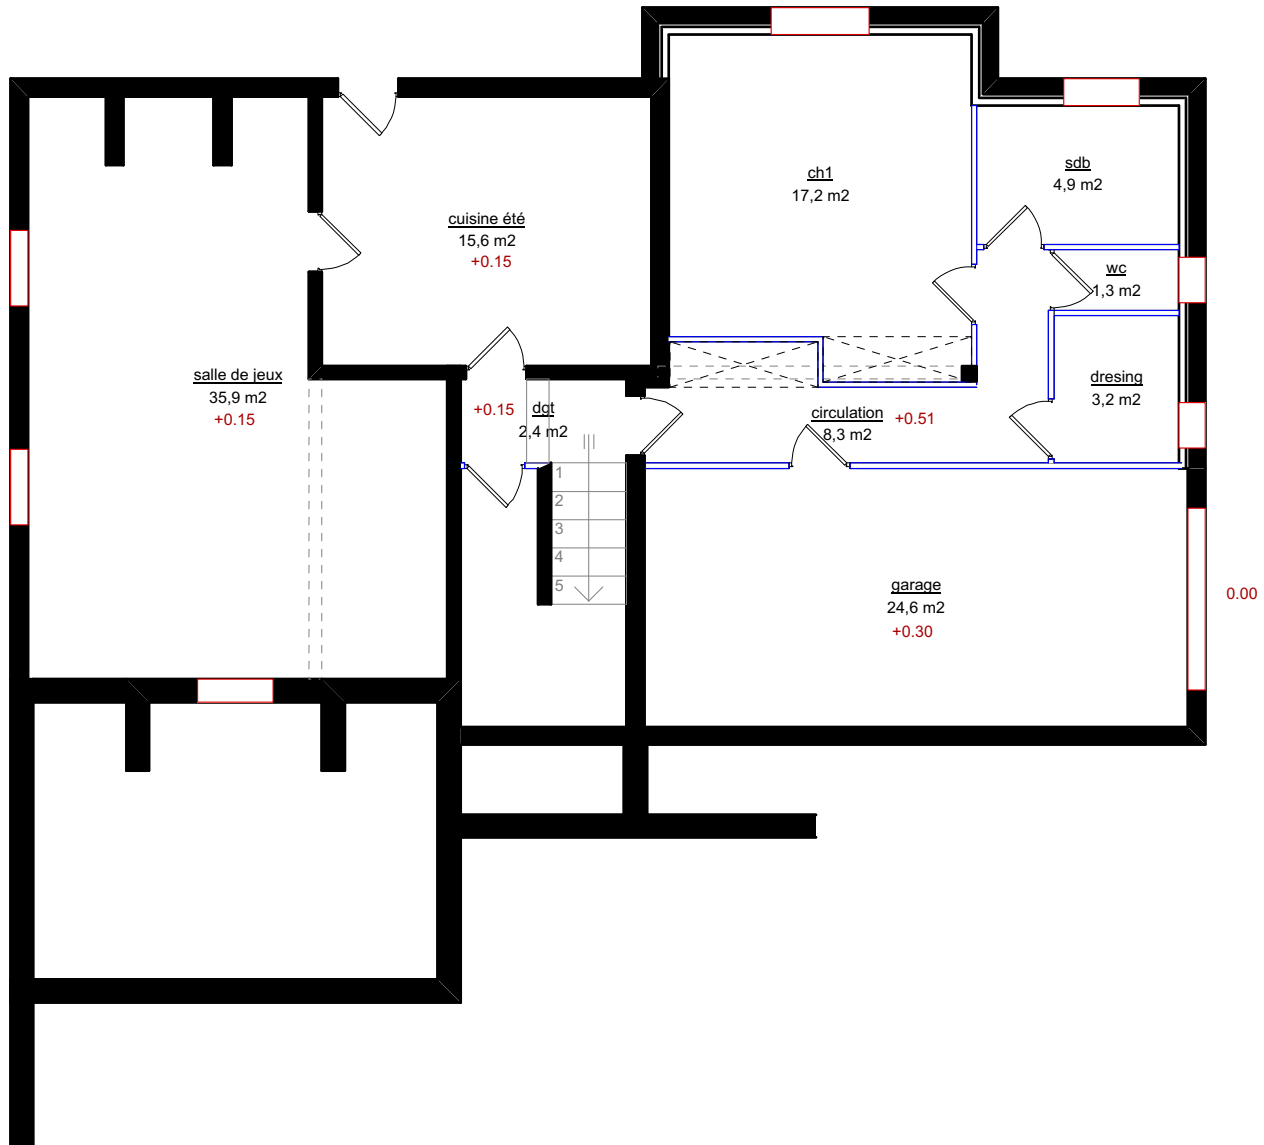 ch1
17,2 m2
sdb
4,9 m2
cuisine été
15,6 m2
+0.15
wc
1,3 m2
salle de jeux
35,9 m2
+0.15
dresing
3,2 m2
+0.15
dgt
2,4 m2
circulation
8,3 m2
+0.51
1
2
3
4
5
garage
24,6 m2
+0.30
0.00